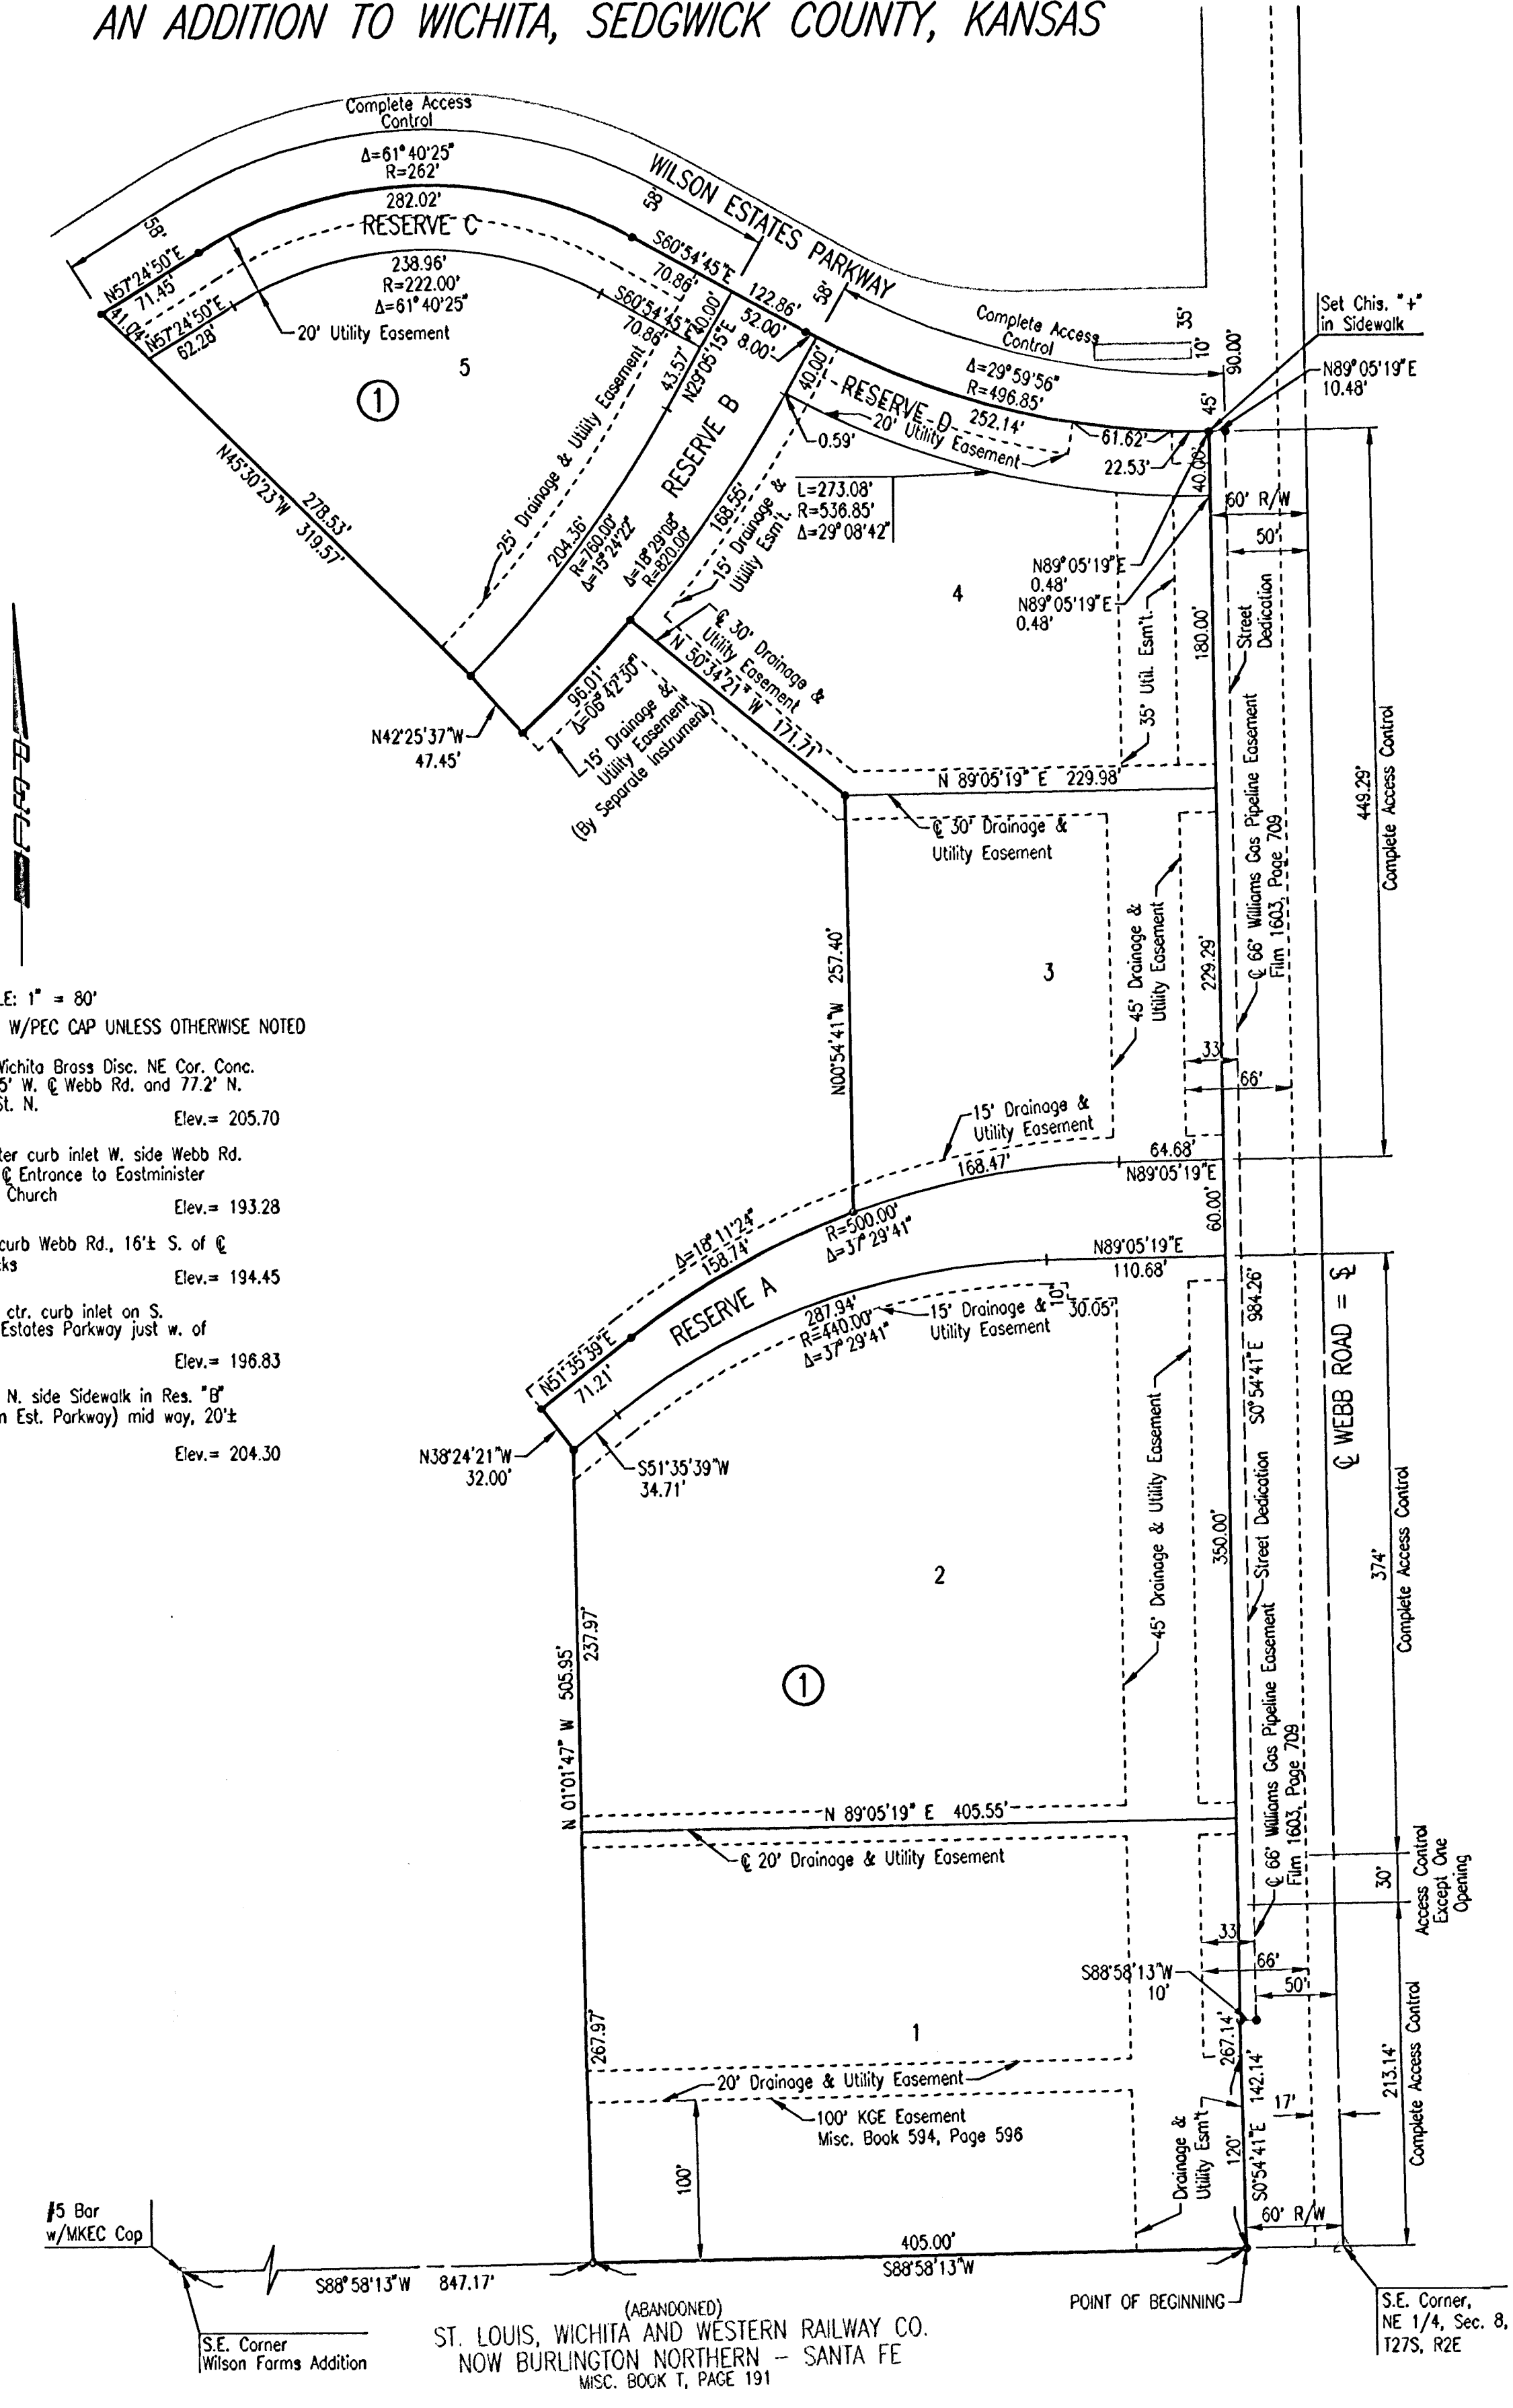 AN ADDITION TO WICHITA, SEDGWICK COUNTY, KANSAS
Complete Access
Control
Δ=61°40'25"
R=262'
282.02'
RESERVE C
238.96'
R=222.00'
Δ=61°40'25"
58'
58'
WILSON ESTATES PARKWAY
N57°24'50"E
71.45'
41.04'
N57°24'50"E
62.28'
20' Utility Easement
5
1
S60°54'45"E
70.86'
122.86'
52.00'
8.00'
58'
S60°54'45"E
70.86'
40.00'
43.57'
N29°05'15"E
25' Drainage & Utility Easement
RESERVE B
40.00'
Complete Access
Control
35'
10'
90.00'
45'
Set Chis. "+"
in Sidewalk
N89°05'19"E
10.48'
Δ=29°59'56"
R=496.85'
252.14'
RESERVE D
20' Utility Easement
61.62'
22.53'
40.00'
0.59'
L=273.08'
R=536.85'
Δ=29°08'42"
N45°30'23"W
278.53'
319.57'
204.36'
R=760.00'
Δ=15°24'22"
Δ=18°29'08"
R=820.00'
168.55'
15' Drainage &
Utility Esm't.
60' R/W
50'
N89°05'19"E
0.48'
N89°05'19"E
0.48'
4
180.00'
Street
Dedication
35' Util. Esm't.
℄ 30' Drainage &
Utility Easement
N 50°34'21" W 171.71'
96.01'
Δ=06°42'30"
15' Drainage &
Utility Easement
(By Separate Instrument)
N42°25'37"W
47.45'
N 89°05'19" E 229.98'
℄ 30' Drainage &
Utility Easement
℄ 66' Williams Gas Pipeline Easement
Film 1603, Page 709
449.29'
Complete Access Control
N00°54'41"W 257.40'
3
45' Drainage &
Utility Easement
229.29'
33'
66'
LE: 1" = 80'
W/PEC CAP UNLESS OTHERWISE NOTED
Wichita Brass Disc. NE Cor. Conc.
5' W. ℄ Webb Rd. and 77.2' N.
St. N.
Elev.= 205.70
ter curb inlet W. side Webb Rd.
℄ Entrance to Eastminister
Church
Elev.= 193.28
curb Webb Rd., 16'± S. of ℄
ks
Elev.= 194.45
ctr. curb inlet on S.
Estates Parkway just w. of
Elev.= 196.83
N. side Sidewalk in Res. "B"
n Est. Parkway) mid way, 20'±
Elev.= 204.30
15' Drainage &
Utility Easement
64.68'
168.47'
N89°05'19"E
60.00'
Δ=18°11'24"
158.74'
R=500.00'
Δ=37°29'41"
RESERVE A
N89°05'19"E
110.68'
287.94'
R=440.00'
Δ=37°29'41"
15' Drainage &
Utility Easement
10'
30.05'
N51°35'39"E
71.21'
N38°24'21"W
32.00'
S51°35'39"W
34.71'
45' Drainage & Utility Easement
S0°54'41"E 984.26'
Street Dedication
℄ WEBB ROAD =
350.00'
374'
Complete Access Control
2
1
N 01°01'47" W 505.95'
237.97'
℄ 66' Williams Gas Pipeline Easement
Film 1603, Page 709
N 89°05'19" E 405.55'
℄ 20' Drainage & Utility Easement
30'
Access Control
Except One
Opening
33'
66'
50'
S88°58'13"W
10'
1
267.97'
267.14'
20' Drainage & Utility Easement
100' KGE Easement
Misc. Book 594, Page 596
100'
Drainage &
Utility Esm't
120'
S0°54'41"E 142.14'
17'
213.14'
Complete Access Control
60' R/W
#5 Bar
w/MKEC Cap
405.00'
S88°58'13"W
S88°58'13"W 847.17'
POINT OF BEGINNING
S.E. Corner
Wilson Farms Addition
(ABANDONED)
ST. LOUIS, WICHITA AND WESTERN RAILWAY CO.
NOW BURLINGTON NORTHERN - SANTA FE
MISC. BOOK T, PAGE 191
S.E. Corner,
NE 1/4, Sec. 8,
T27S, R2E